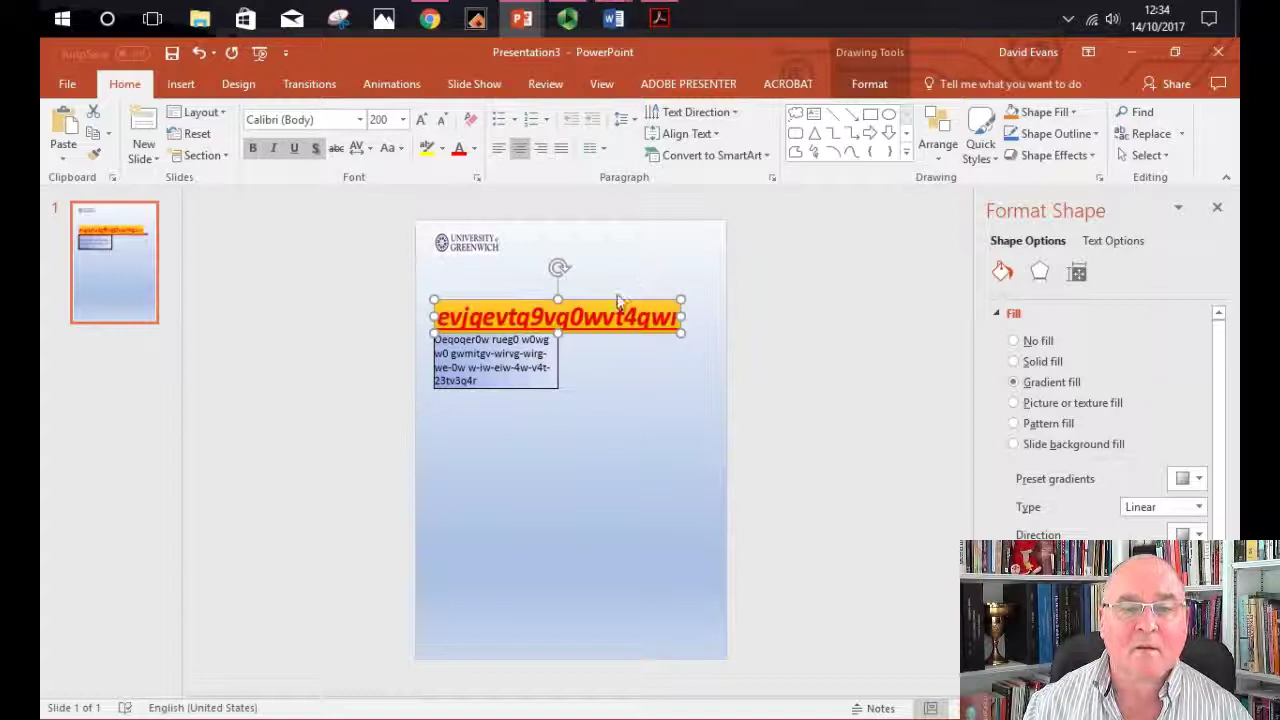 12:34
14/10/2017
Presentation3 - PowerPoint
Drawing Tools
David Evans
File Home Insert Design Transitions Animations Slide Show Review View ADOBE PRESENTER ACROBAT Format Tell me what you want to do Share
Paste
New
Slide
Layout
Reset
Section
Calibri (Body) 200
B I U S abc AV Aa
A
Text Direction
Align Text
Convert to SmartArt
Arrange
Quick
Styles
Shape Fill
Shape Outline
Shape Effects
Find
Replace
Select
Clipboard Slides Font Paragraph Drawing Editing
1
UNIVERSITY of
GREENWICH
evjqevtq9vq0wvt4qwr
Oeqoqer0w rueg0 w0wg
w0 gwmitgv-wirvg-wirg-
we-0w w-iw-eiw-4w-v4t-
23tv3q4r
Format Shape
Shape Options Text Options
Fill
No fill
Solid fill
Gradient fill
Picture or texture fill
Pattern fill
Slide background fill
Preset gradients
Type Linear
Direction
Slide 1 of 1 English (United States) Notes